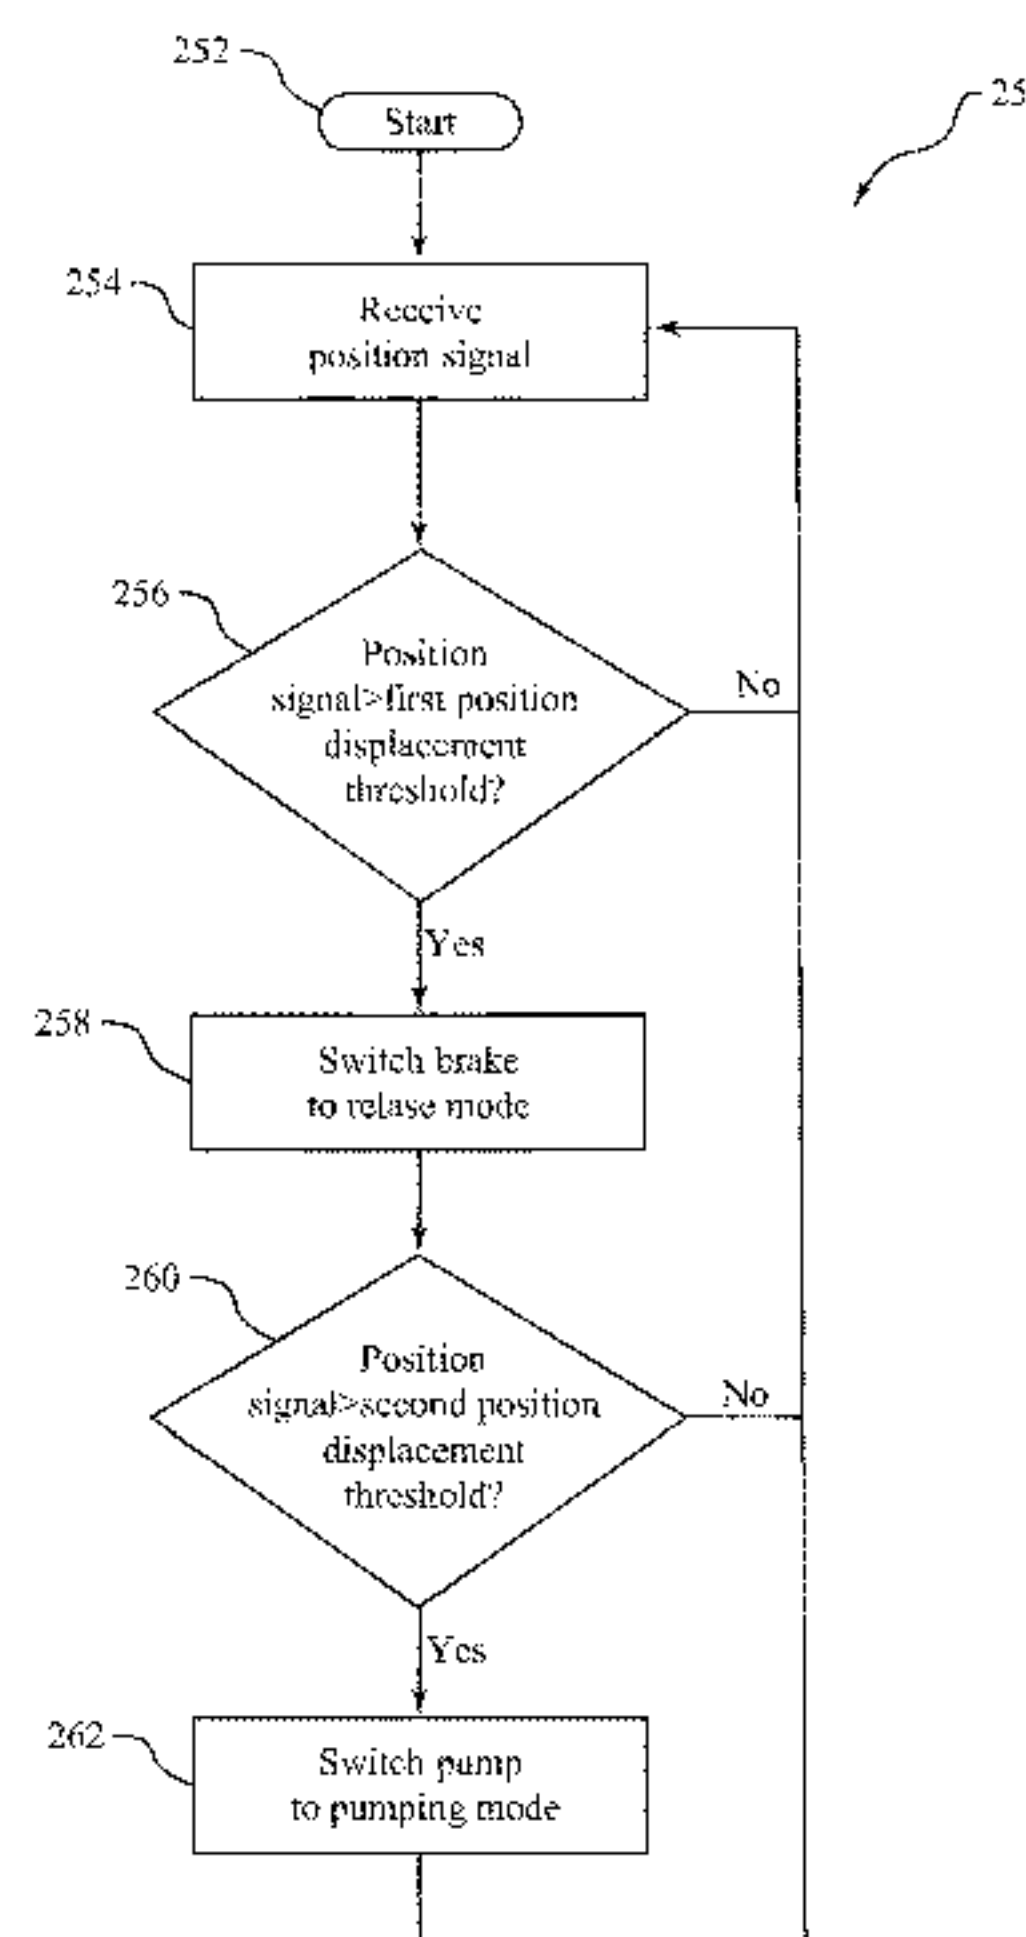 252
Start
25
254
Receive
position signal
256
Position
signal>first position
displacement
threshold?
No
Yes
258
Switch brake
to relase mode
260
Position
signal>second position
displacement
threshold?
No
Yes
262
Switch pump
to pumping mode